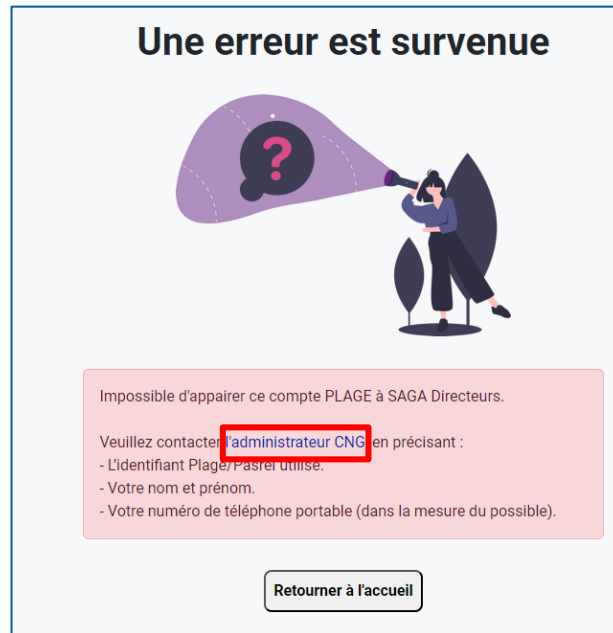 Une erreur est survenue
?
Impossible d'appairer ce compte PLAGE à SAGA Directeurs.
Veuillez contacter l'administrateur CNG en précisant :
- L'identifiant Plage/Pasrel utilisé.
- Votre nom et prénom.
- Votre numéro de téléphone portable (dans la mesure du possible).
Retourner à l'accueil